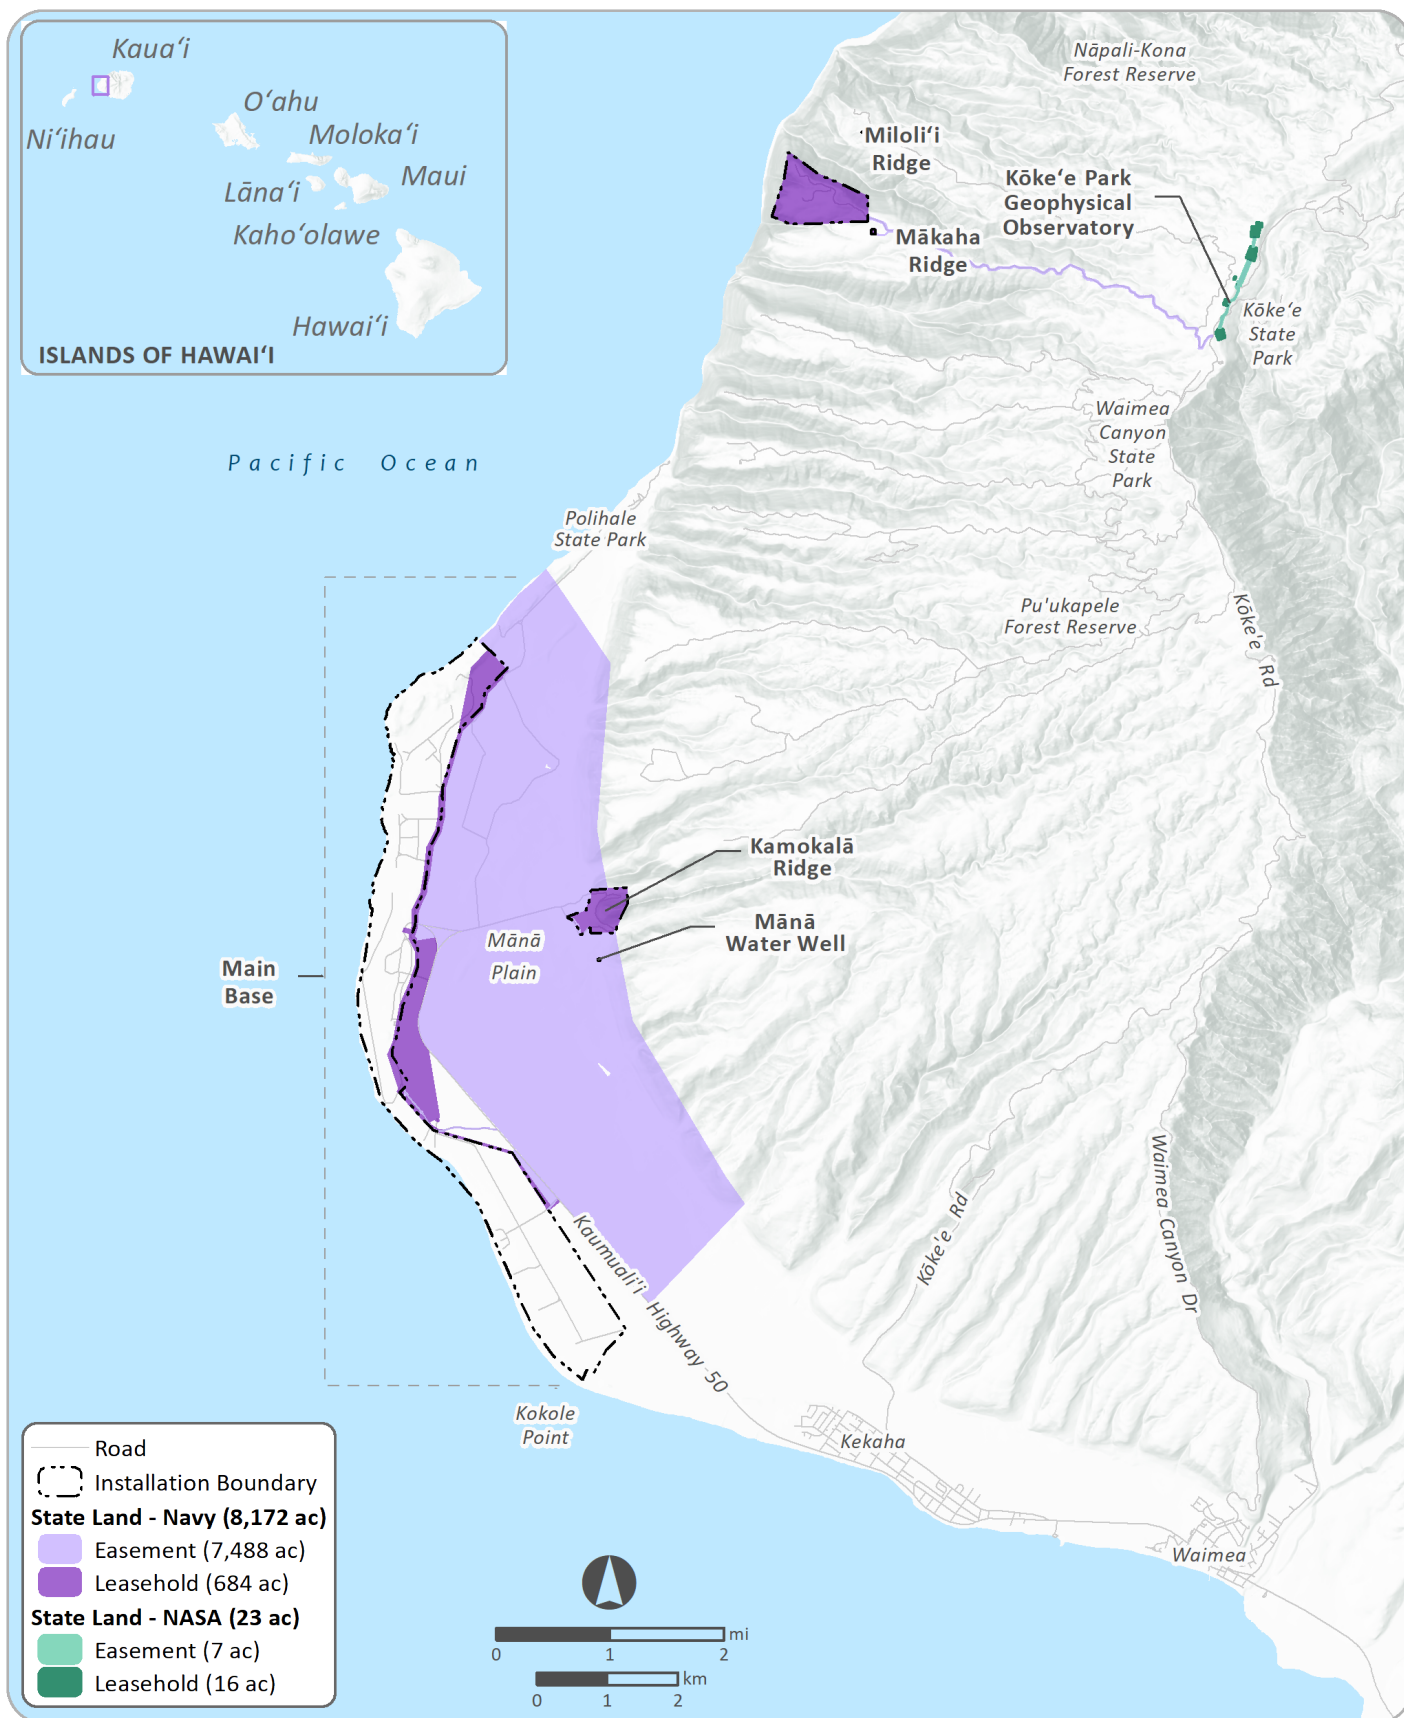 Kauaʻi
Niʻihau
Oʻahu
Molokaʻi
Lānaʻi
Maui
Kahoʻolawe
Hawaiʻi
ISLANDS OF HAWAIʻI
Nāpali-Kona
Forest Reserve
Miloliʻi
Ridge
Kōkeʻe Park
Geophysical
Observatory
Mākaha
Ridge
Kōkeʻe
State
Park
Waimea
Canyon
State
Park
Pacific Ocean
Polihale
State Park
Pu'ukapele
Forest Reserve
Kōke'e Rd
Kamokalā
Ridge
Mānā
Water Well
Mānā
Plain
Main
Base
Kaumuali'i Highway 50
Kōke'e Rd
Waimea Canyon Dr
Kokole
Point
Kekaha
Waimea
Road
Installation Boundary
State Land - Navy (8,172 ac)
Easement (7,488 ac)
Leasehold (684 ac)
State Land - NASA (23 ac)
Easement (7 ac)
Leasehold (16 ac)
0 1 2 mi
0 1 2 km